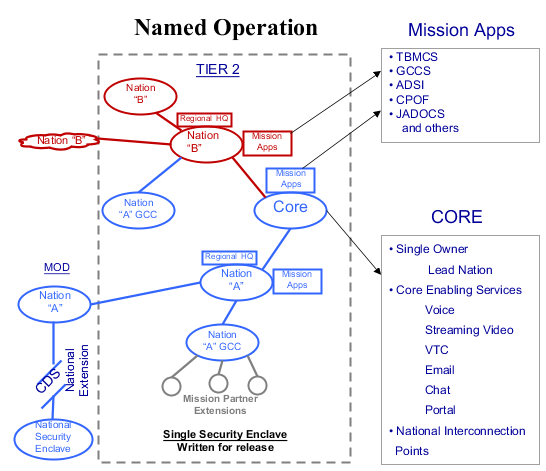 Named Operation
Mission Apps
TIER 2
• TBMCS
• GCCS
• ADSI
• CPOF
• JADOCS
and others
Nation
"B"
Regional HQ
Nation "B"
Nation
"B"
Mission
Apps
Mission
Apps
Nation
"A" GCC
Core
CORE
• Single Owner
Lead Nation
• Core Enabling Services
Voice
Streaming Video
VTC
Email
Chat
Portal
• National Interconnection
Points
Regional HQ
MOD
Nation
"A"
Mission
Apps
Nation
"A"
Nation
"A" GCC
CDS
National
Extension
Mission Partner
Extensions
National
Security
Enclave
Single Security Enclave
Written for release